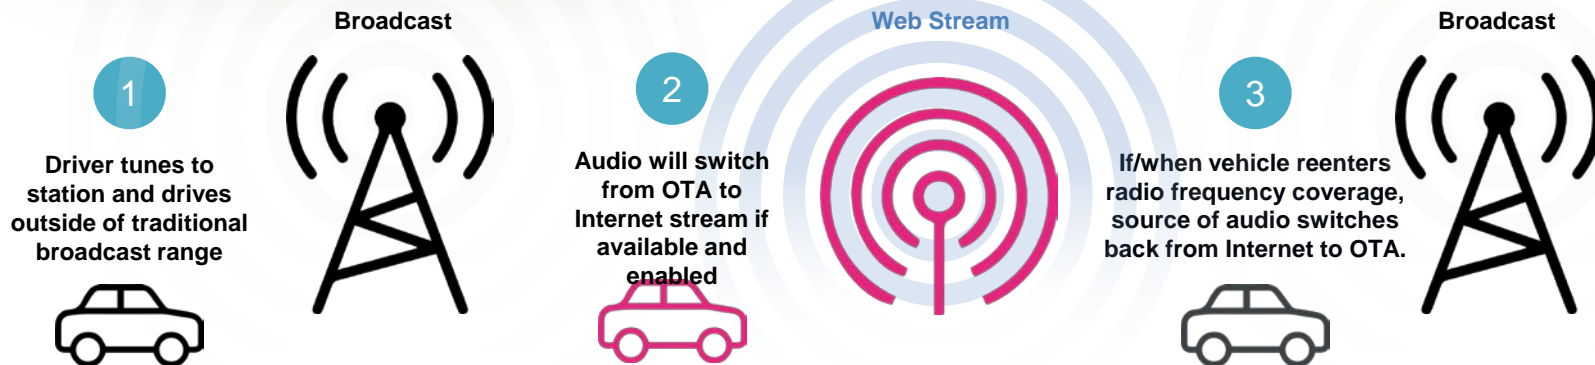 Broadcast
1
Driver tunes to
station and drives
outside of traditional
broadcast range
Web Stream
2
Audio will switch
from OTA to
Internet stream if
available and
enabled
Broadcast
3
If/when vehicle reenters
radio frequency coverage,
source of audio switches
back from Internet to OTA.